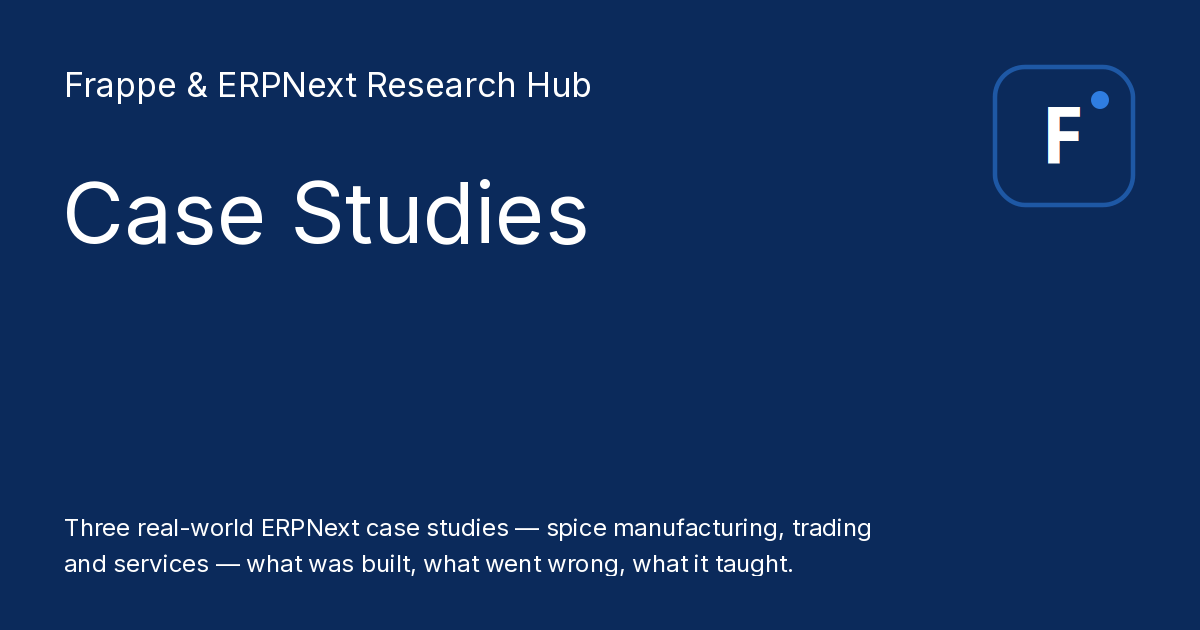 Frappe & ERPNext Research Hub
F
Case Studies
Three real-world ERPNext case studies — spice manufacturing, trading
and services — what was built, what went wrong, what it taught.